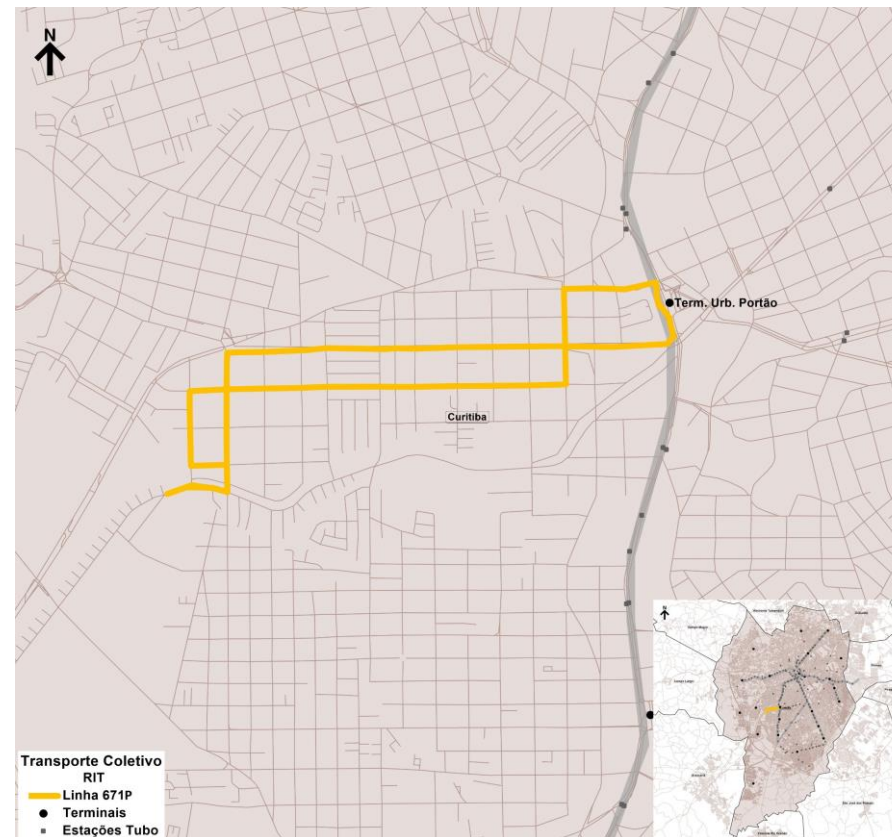 N
Term. Urb. Portão
Curitiba
Transporte Coletivo
RIT
Linha 671P
Terminais
Estações Tubo
N